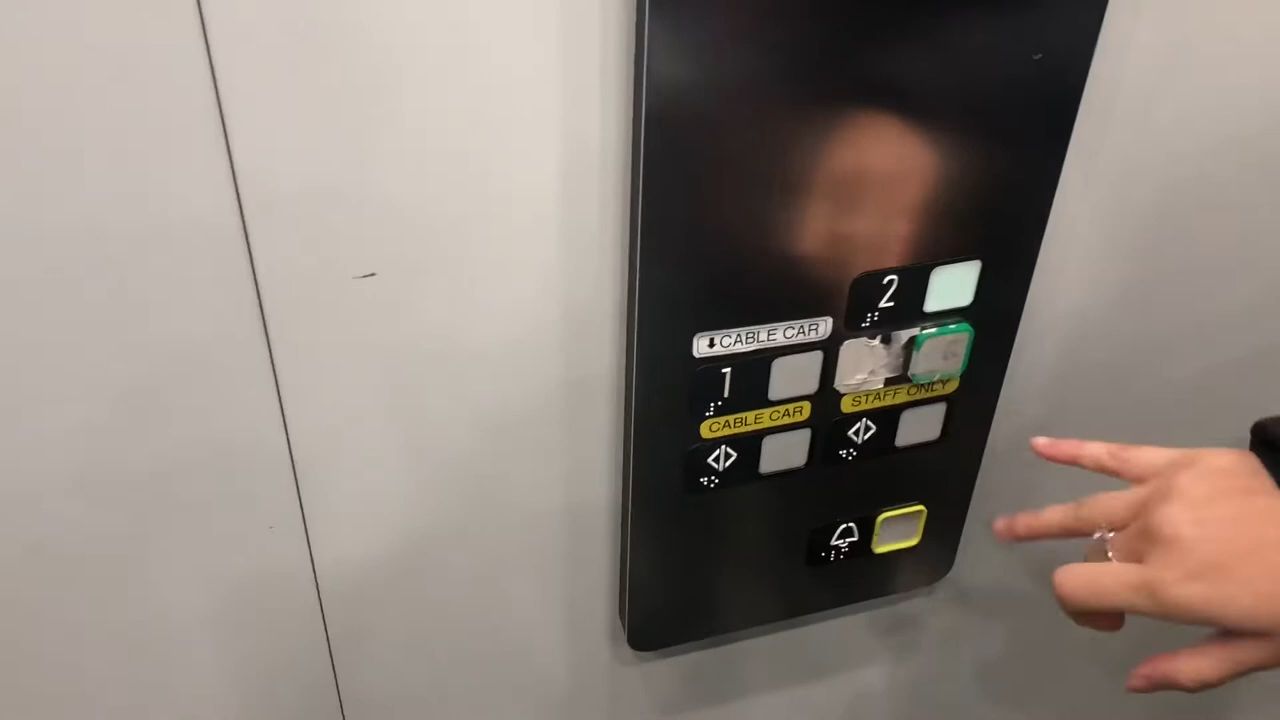 2
↓CABLE CAR
1
STAFF ONLY
CABLE CAR